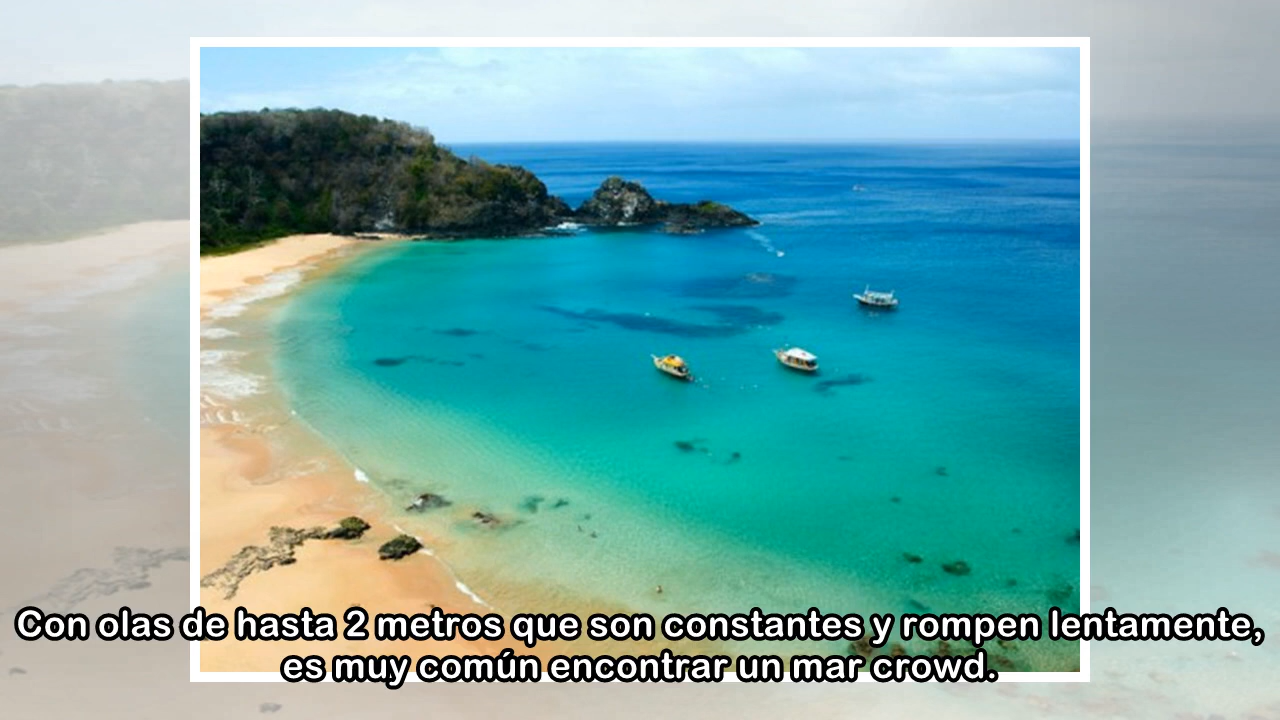 Con olas de hasta 2 metros que son constantes y rompen lentamente,
es muy común encontrar un mar crowd.